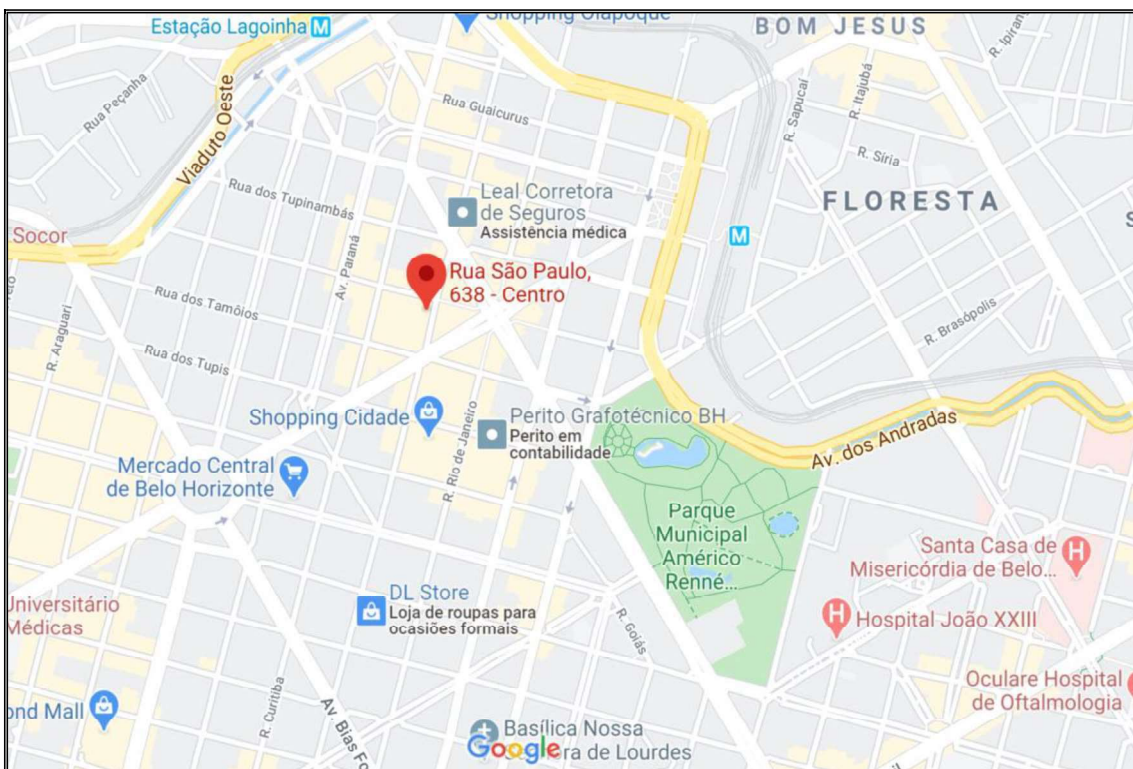 Estação Lagoinha M
Shopping Oiapoque
BOM JESUS
R. Ipiranga
Rua Peçanha
Viaduto Oeste
Rua Guaicurus
R. Sapucaí
R. Itajubá
R. Síria
Rua dos Tupinambás
Leal Corretora
de Seguros
Assistência médica
FLORESTA
Socor
M
Av. Paraná
Rua São Paulo,
638 - Centro
Rua dos Tamôios
R. Araguari
Rua dos Tupis
R. Brasópolis
Shopping Cidade
R. Rio de Janeiro
Perito Grafotécnico BH
Perito em
contabilidade
Av. dos Andradas
Mercado Central
de Belo Horizonte
Parque
Municipal
Américo
Renné...
Santa Casa de
Misericórdia de Belo...
H
DL Store
Loja de roupas para
ocasiões formais
Universitário
Médicas
R. Goiás
H
Hospital João XXIII
Oculare Hospital
de Oftalmologia
ond Mall
R. Curitiba
Av. Bias Fo
Basílica Nossa
ra de Lourdes
Google